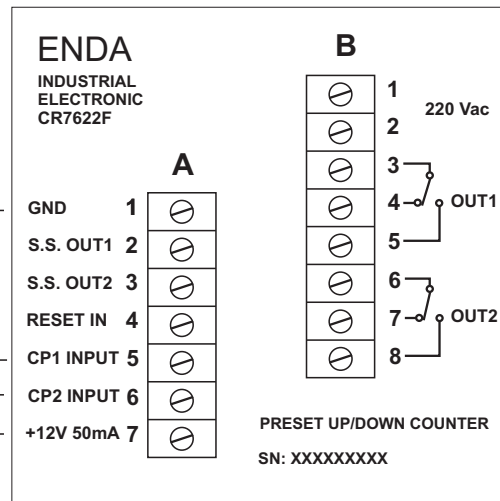 ENDA
INDUSTRIAL
ELECTRONIC
CR7622F
A
GND 1
S.S. OUT1 2
S.S. OUT2 3
RESET IN 4
CP1 INPUT 5
CP2 INPUT 6
+12V 50mA 7
B
1
220 Vac
2
3
4 OUT1
5
6
7 OUT2
8
PRESET UP/DOWN COUNTER
SN: XXXXXXXXX